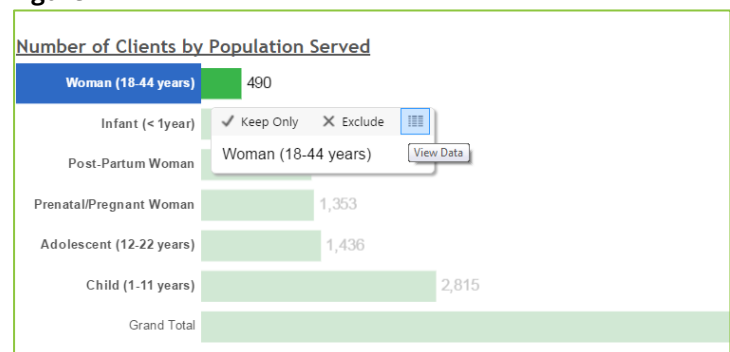 Number of Clients by Population Served
Woman (18-44 years) 490
Infant (< 1year)
Keep Only Exclude
Woman (18-44 years) View Data
Post-Partum Woman
Prenatal/Pregnant Woman 1,353
Adolescent (12-22 years) 1,436
Child (1-11 years) 2,815
Grand Total